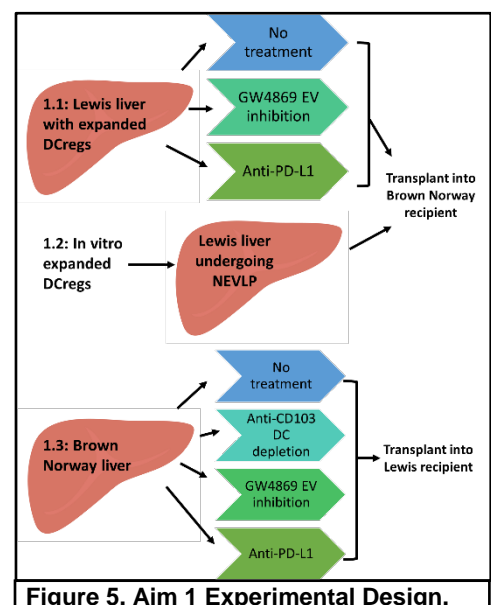 No
treatment
1.1: Lewis liver
with expanded
DCregs
GW4869 EV
inhibition
Anti-PD-L1
Transplant into
Brown Norway
recipient
1.2: In vitro
expanded
DCregs
Lewis liver
undergoing
NEVLP
No
treatment
Anti-CD103
DC
depletion
1.3: Brown
Norway liver
GW4869 EV
inhibition
Anti-PD-L1
Transplant into
Lewis recipient
Figure 5. Aim 1 Experimental Design.